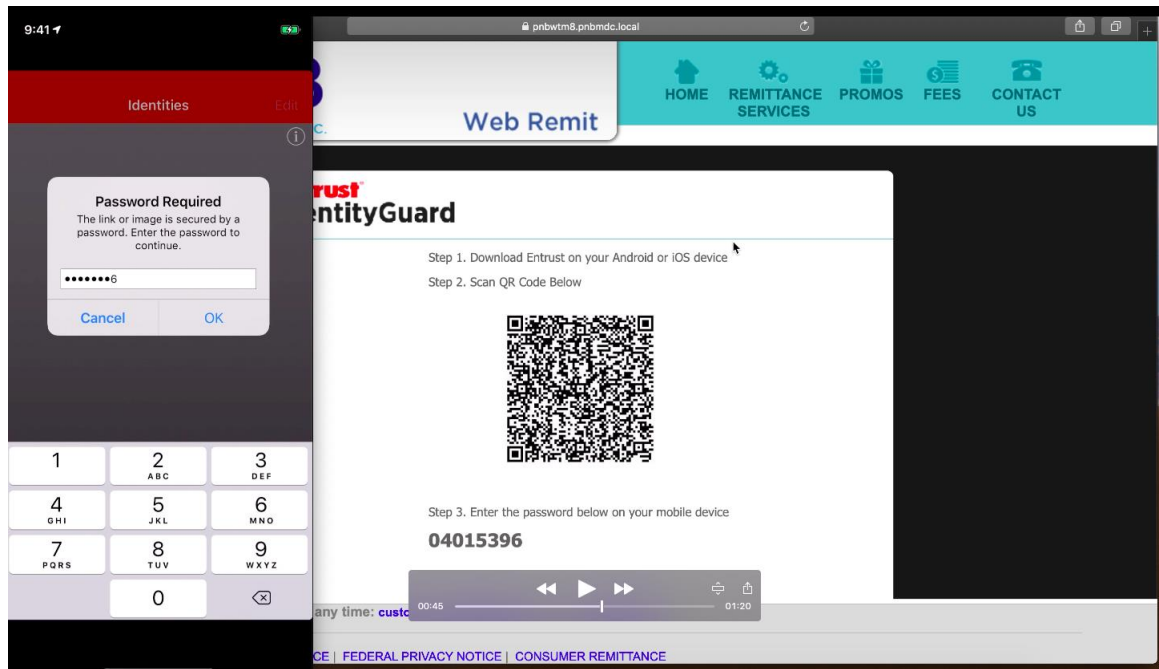 9:41
Identities
Edit
Password Required
The link or image is secured by a
password. Enter the password to
continue.
•••••••6
Cancel
OK
1
2
ABC
3
DEF
4
GHI
5
JKL
6
MNO
7
PQRS
8
TUV
9
WXYZ
0
pnbwtm8.pnbmdc.local
C.
Web Remit
HOME
REMITTANCE
SERVICES
PROMOS
FEES
CONTACT
US
rust
entityGuard
Step 1. Download Entrust on your Android or iOS device
Step 2. Scan QR Code Below
Step 3. Enter the password below on your mobile device
04015396
00:45
01:20
any time: custo
CE | FEDERAL PRIVACY NOTICE | CONSUMER REMITTANCE